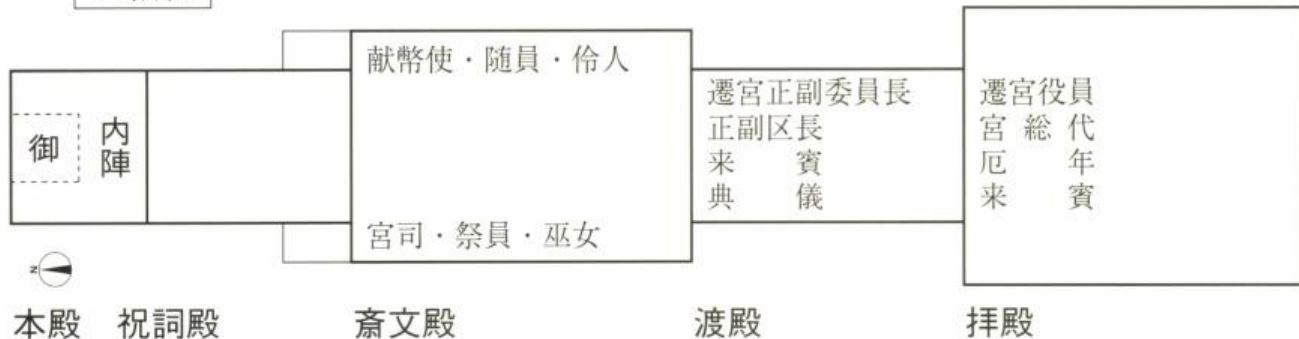 献幣使・随員・伶人
宮司・祭員・巫女
御
内陣
遷宮正副委員長
正副区長
来賓
典儀
遷宮役員
宮総代
厄年
来賓
N
本殿 祝詞殿 斎文殿 渡殿 拝殿